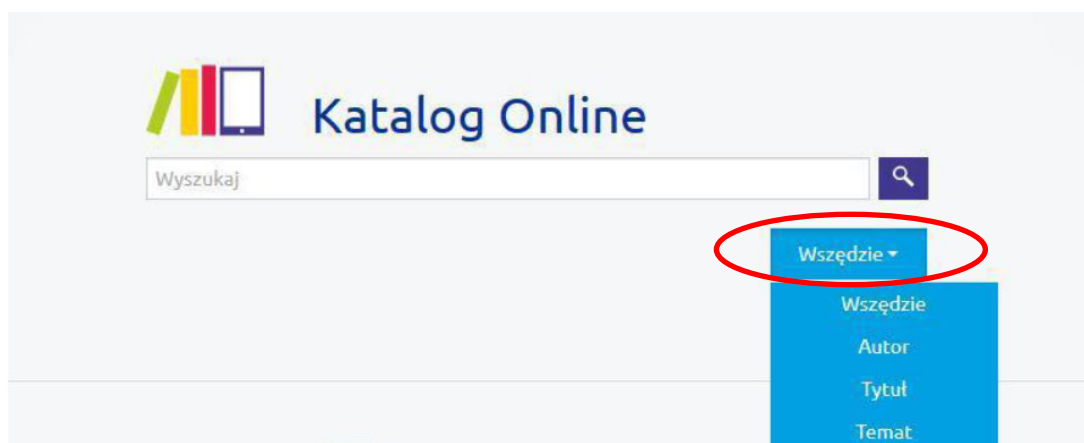 Katalog Online
Wyszukaj
Wszędzie
Wszędzie
Autor
Tytuł
Temat